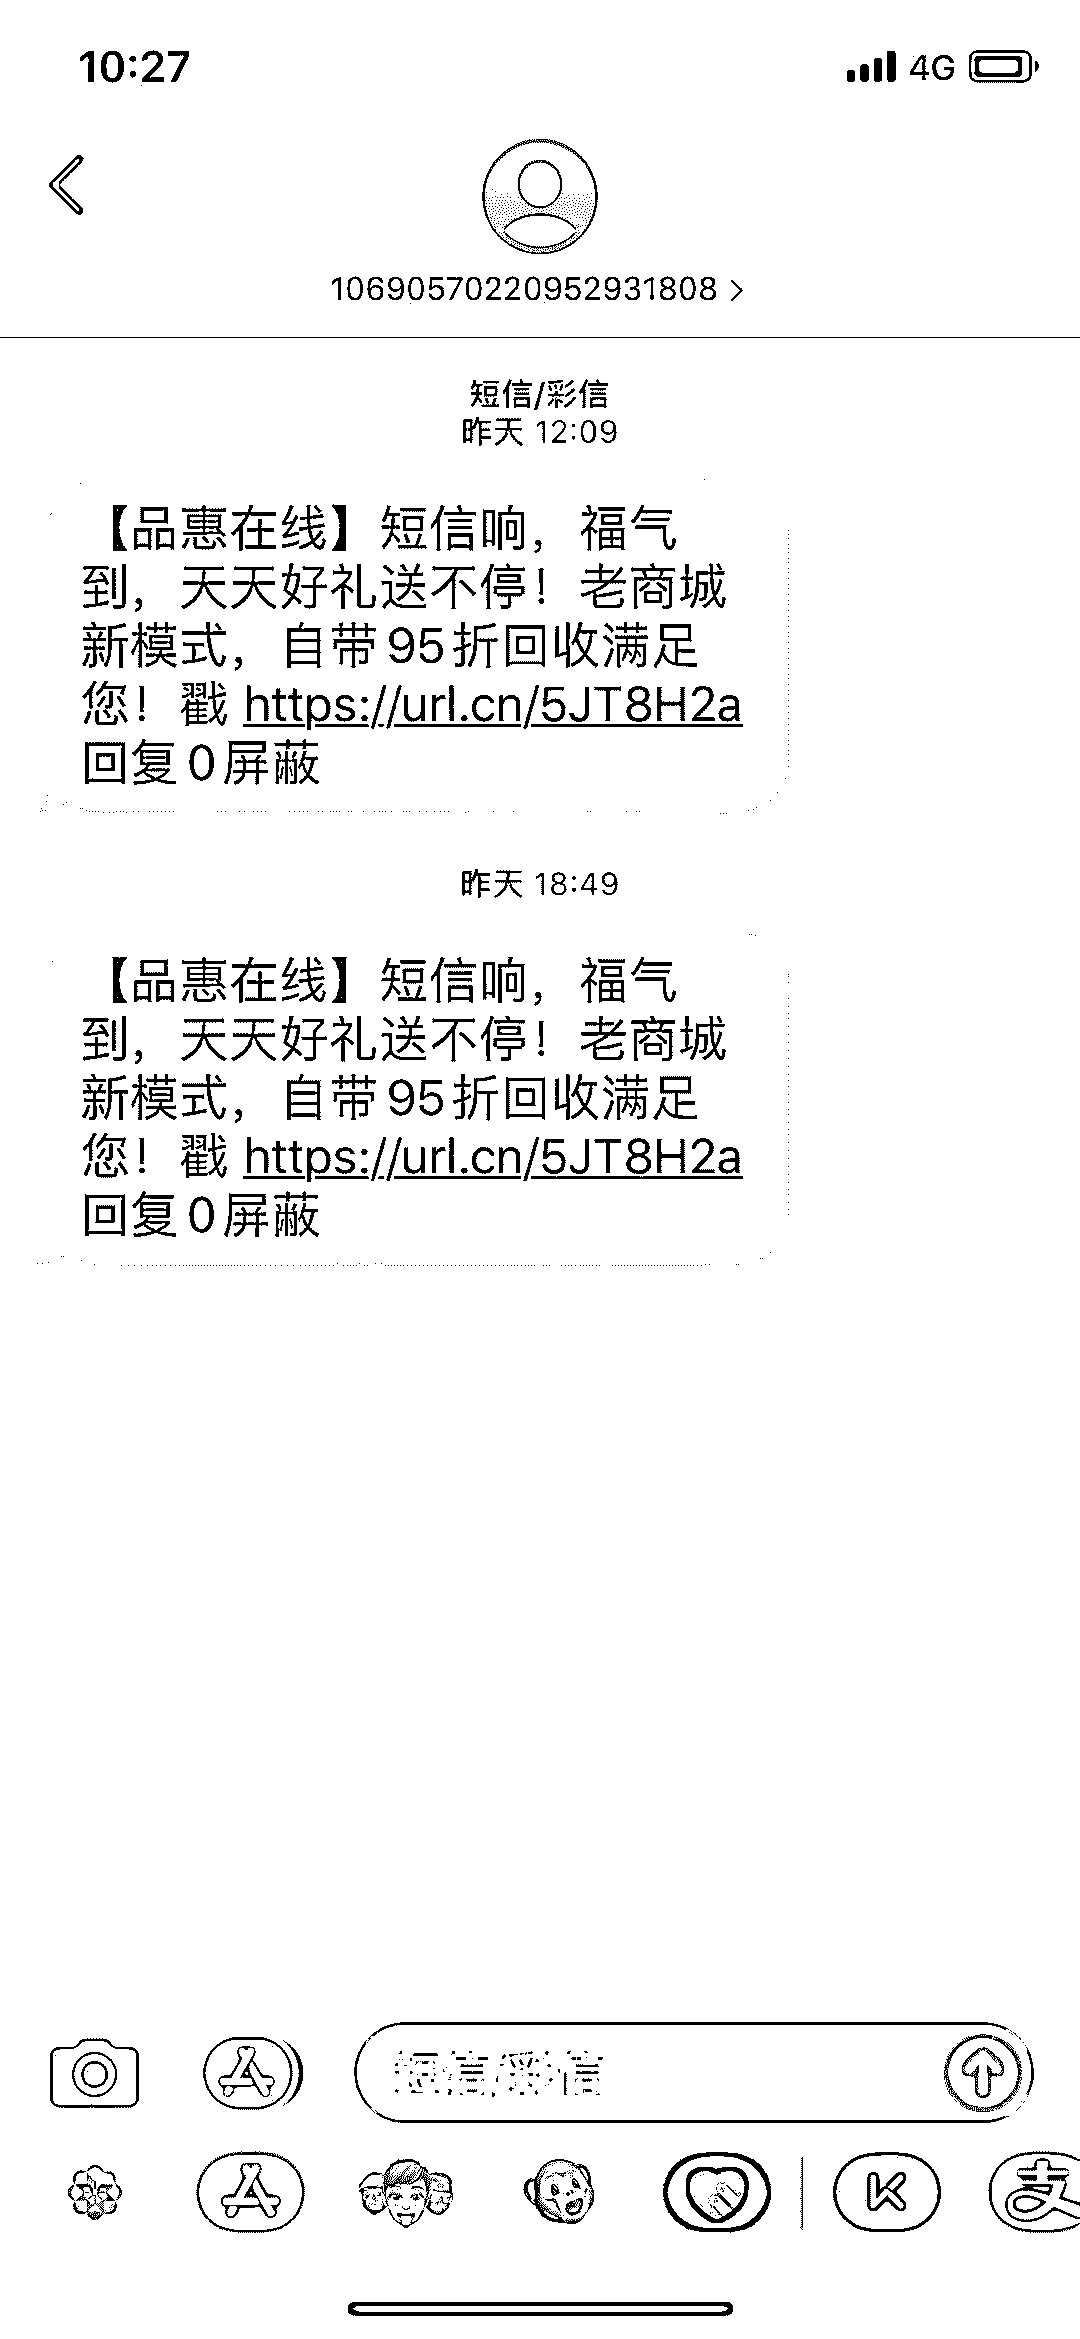 10:27
4G
10690570220952931808 >
短信/彩信
昨天 12:09
【品惠在线】短信响，福气
到，天天好礼送不停！老商城
新模式，自带95折回收满足
您！戳 https://url.cn/5JT8H2a
回复0屏蔽
昨天 18:49
【品惠在线】短信响，福气
到，天天好礼送不停！老商城
新模式，自带95折回收满足
您！戳 https://url.cn/5JT8H2a
回复0屏蔽
短信/彩信
支